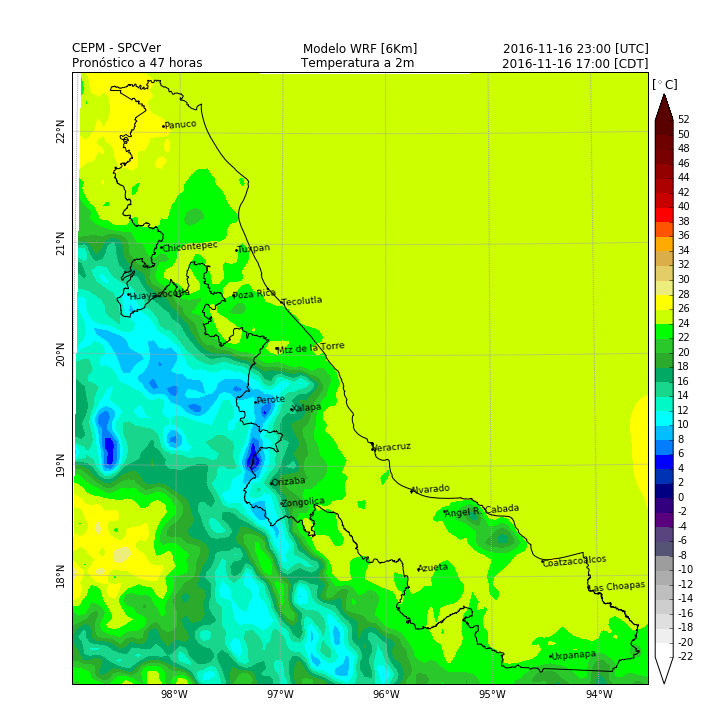 CEPM - SPCVer Modelo WRF [6Km] 2016-11-16 23:00 [UTC]
Pronóstico a 47 horas Temperatura a 2m 2016-11-16 17:00 [CDT]
[°C]
52
50
48
46
44
42
40
38
36
34
32
30
28
26
24
22
20
18
16
14
12
10
8
6
4
2
0
-2
-4
-6
-8
-10
-12
-14
-16
-18
-20
-22
22°N
21°N
20°N
19°N
18°N
Panuco
Chicontepec
Tuxpan
Huayacocotla
Poza Rica
Tecolutla
Mtz de la Torre
Perote
Xalapa
Veracruz
Orizaba
Alvarado
Zongolica
Angel R. Cabada
Azueta
Coatzacoalcos
Las Choapas
Uxpanapa
98°W 97°W 96°W 95°W 94°W